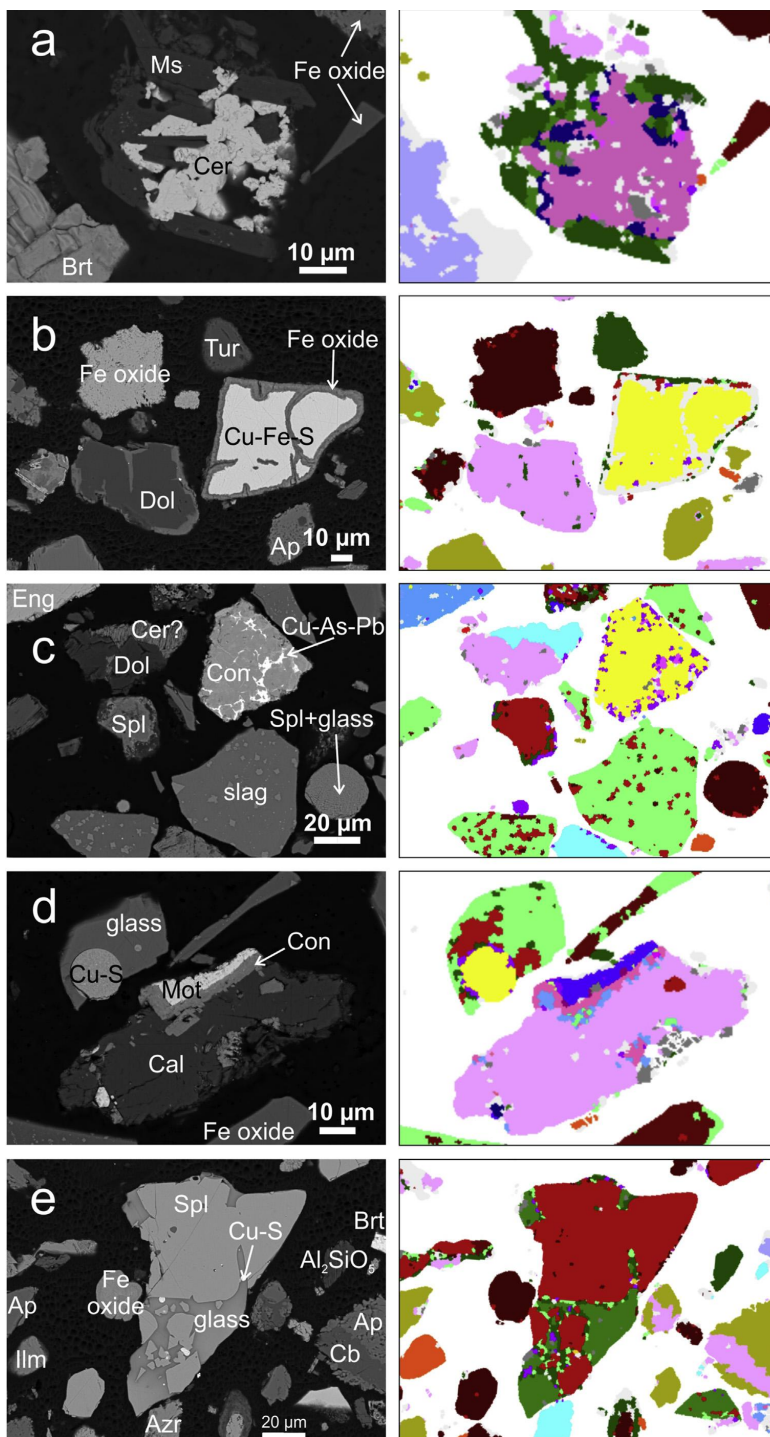 a
Ms
Fe oxide
Cer
Brt
10 µm
b
Tur
Fe oxide
Fe oxide
Cu-Fe-S
Dol
Ap
10 µm
Eng
c
Cer?
Dol
Con
Cu-As-Pb
Spl
Spl+glass
slag
20 µm
d
glass
Con
Cu-S
Mot
Cal
Fe oxide
10 µm
e
Spl
Cu-S
Brt
Al₂SiO₅
Fe
oxide
Ap
glass
Ap
Ilm
Cb
Azr
20 µm